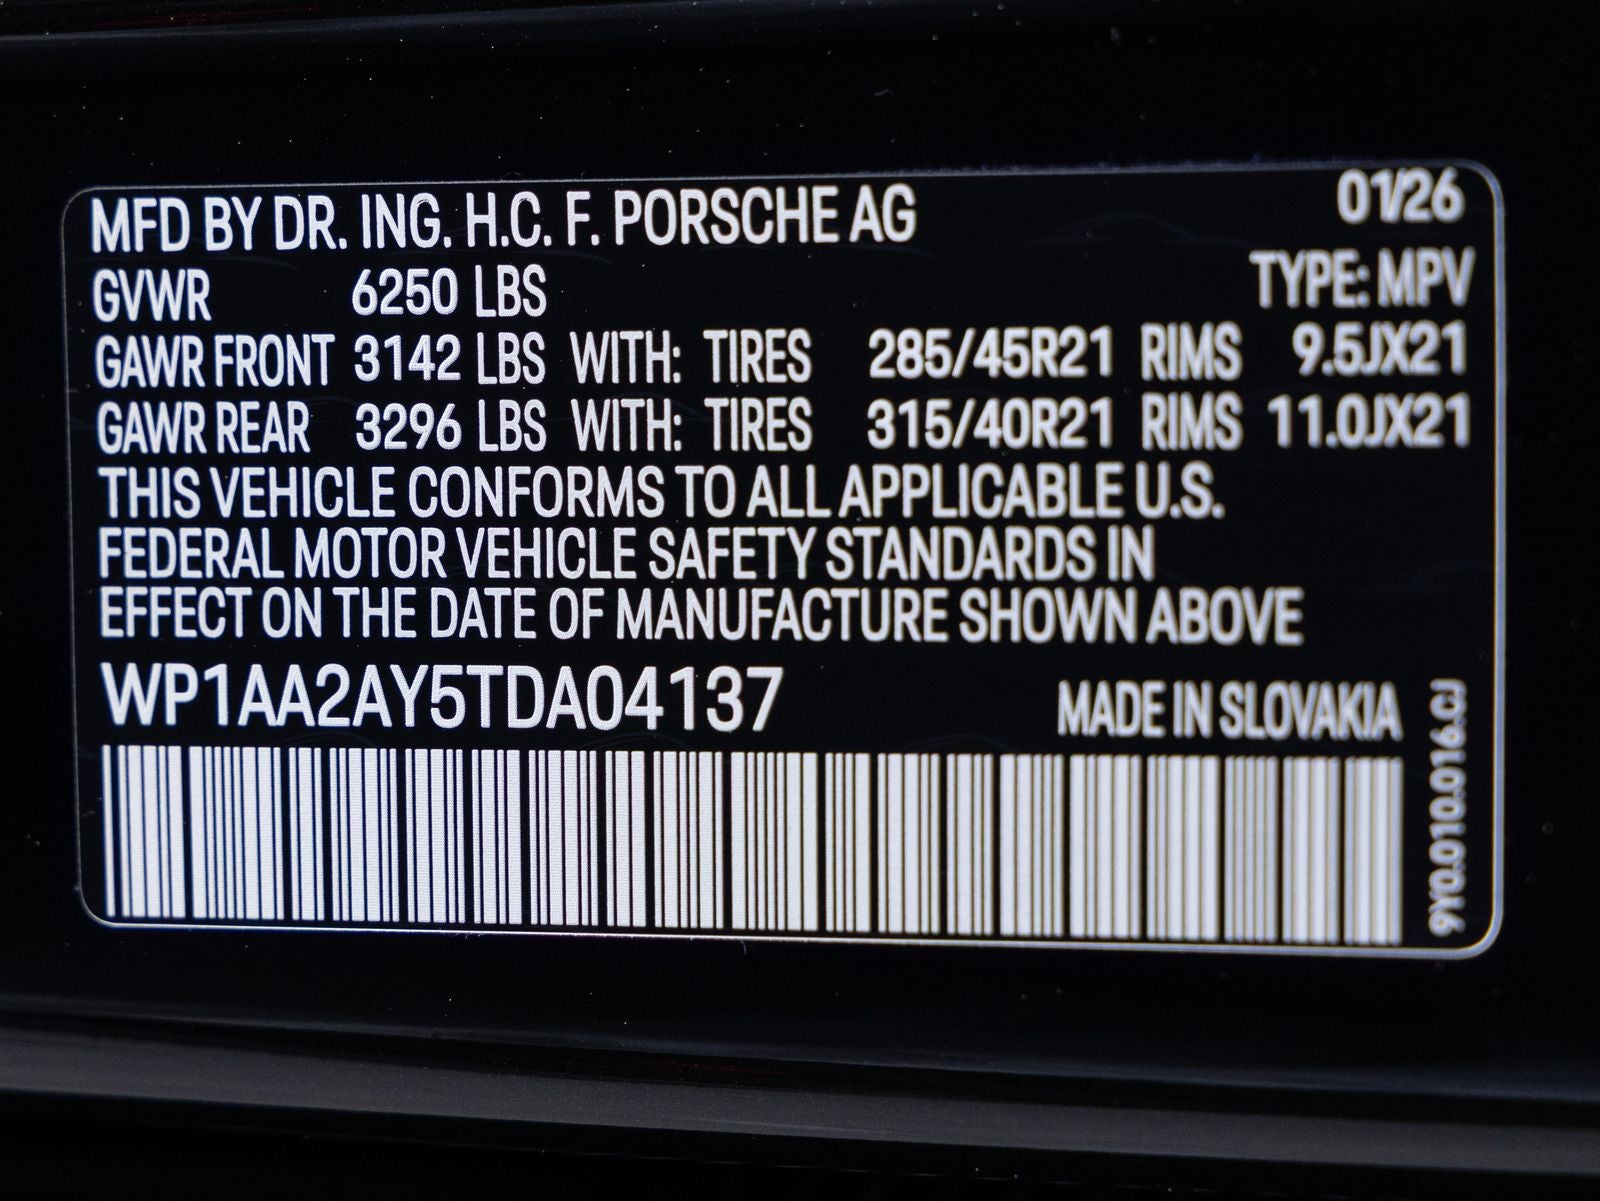 MFD BY DR. ING. H.C. F. PORSCHE AG 01/26
GVWR 6250 LBS TYPE: MPV
GAWR FRONT 3142 LBS WITH: TIRES 285/45R21 RIMS 9.5JX21
GAWR REAR 3296 LBS WITH: TIRES 315/40R21 RIMS 11.0JX21
THIS VEHICLE CONFORMS TO ALL APPLICABLE U.S.
FEDERAL MOTOR VEHICLE SAFETY STANDARDS IN
EFFECT ON THE DATE OF MANUFACTURE SHOWN ABOVE
WP1AA2AY5TDA04137 MADE IN SLOVAKIA
9Y0.010.016.CJ